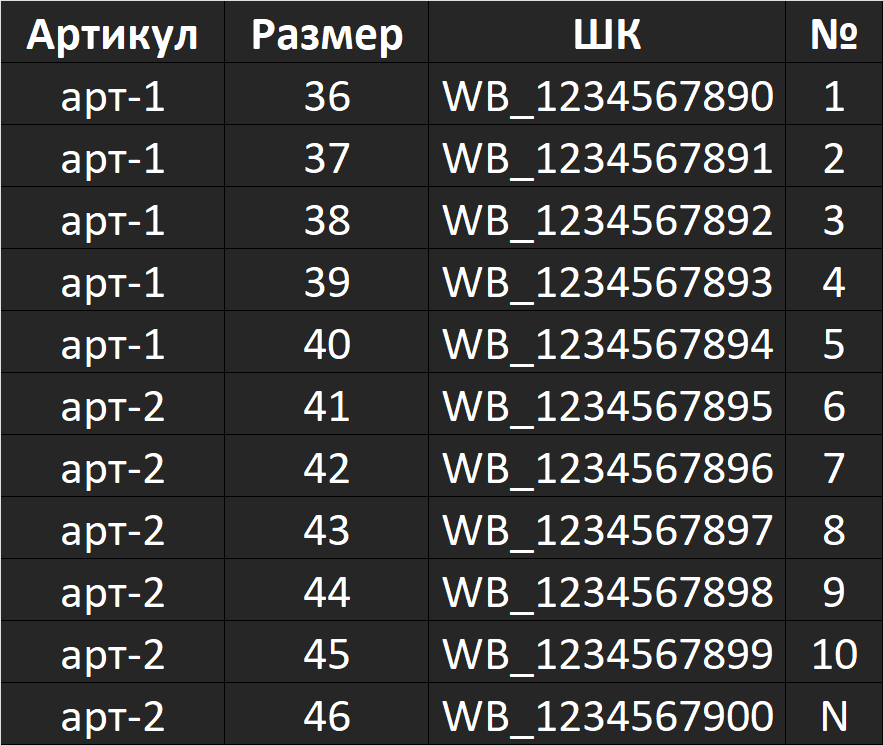 Артикул Размер ШК №
арт-1 36 WB_1234567890 1
арт-1 37 WB_1234567891 2
арт-1 38 WB_1234567892 3
арт-1 39 WB_1234567893 4
арт-1 40 WB_1234567894 5
арт-2 41 WB_1234567895 6
арт-2 42 WB_1234567896 7
арт-2 43 WB_1234567897 8
арт-2 44 WB_1234567898 9
арт-2 45 WB_1234567899 10
арт-2 46 WB_1234567900 N